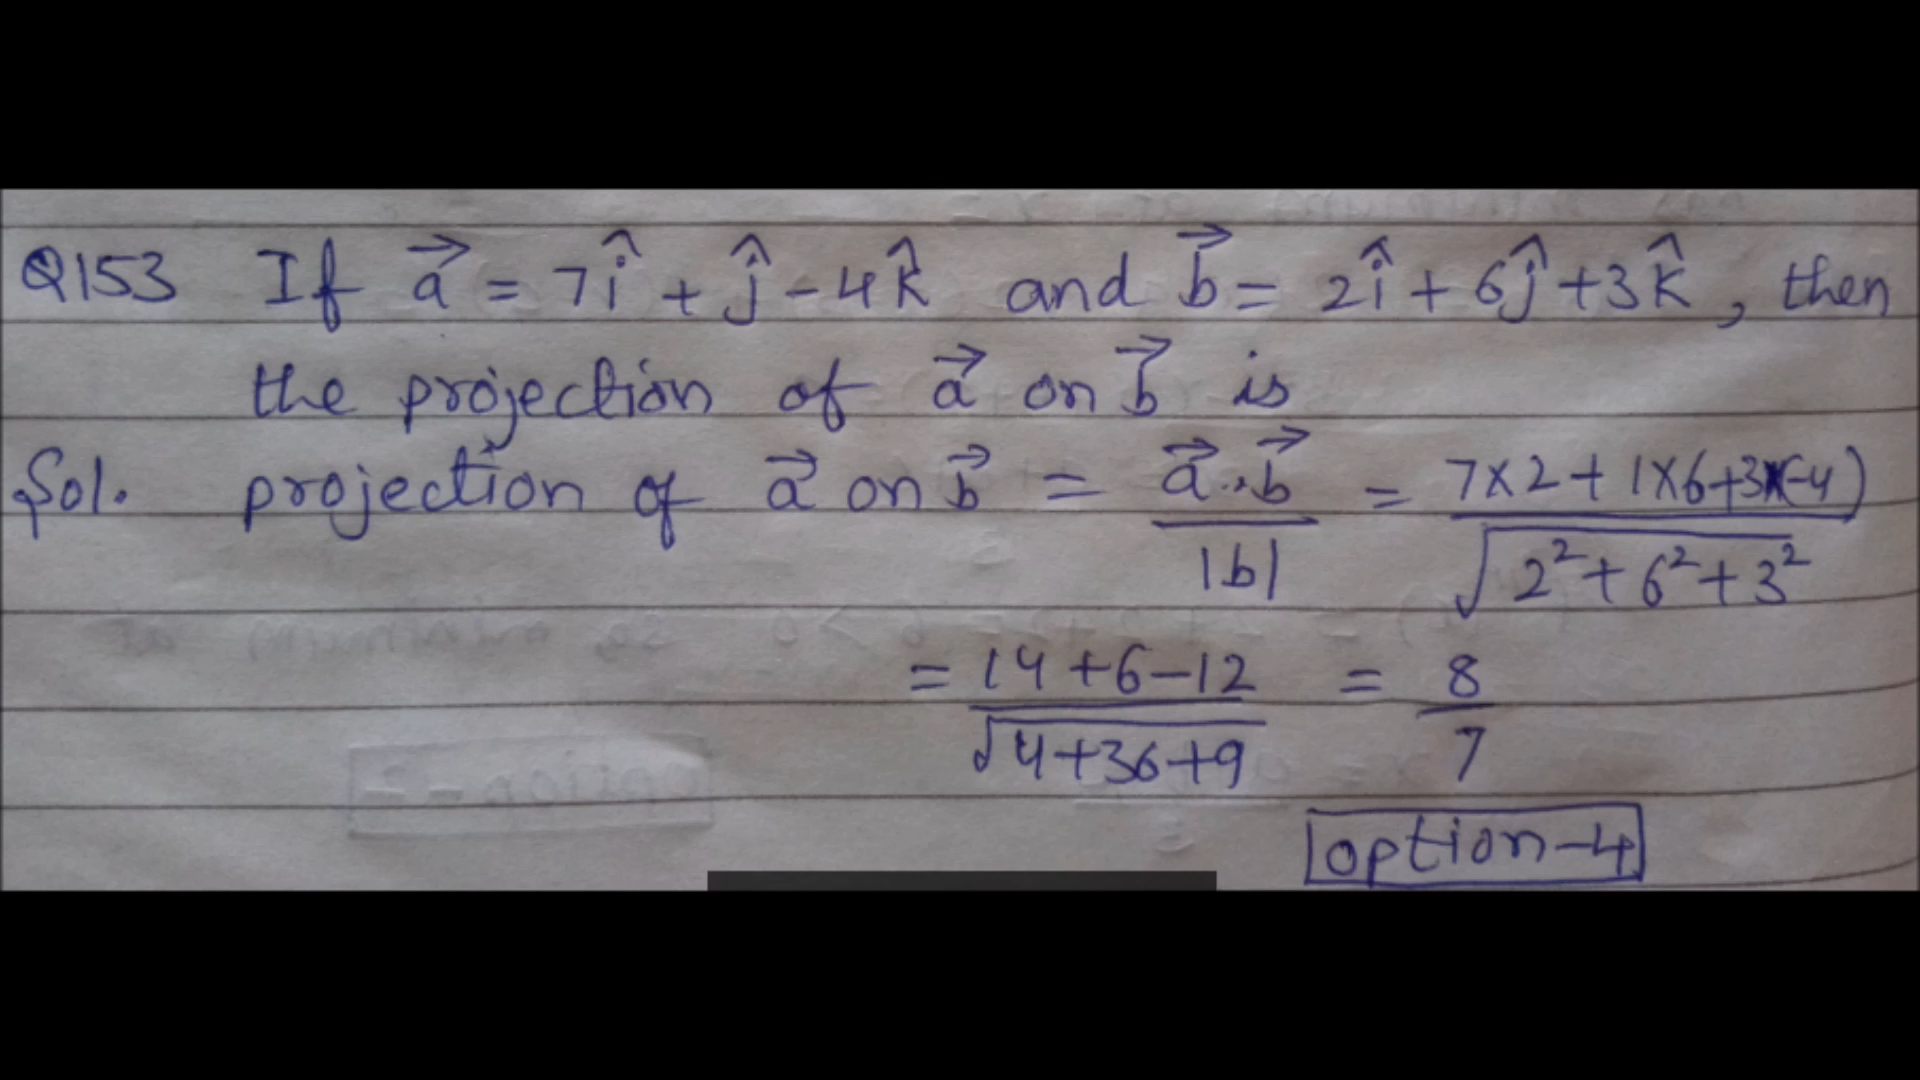 Q153 If a⃗ = 7î + ĵ - 4k̂ and b⃗ = 2î + 6ĵ + 3k̂, then
the projection of a⃗ on b⃗ is
Sol. projection of a⃗ on b⃗ = a⃗.b⃗ / |b| = 7×2 + 1×6 + 3×(-4) / √2² + 6² + 3²
= 14 + 6 - 12 / √4 + 36 + 9 = 8 / 7
option-4